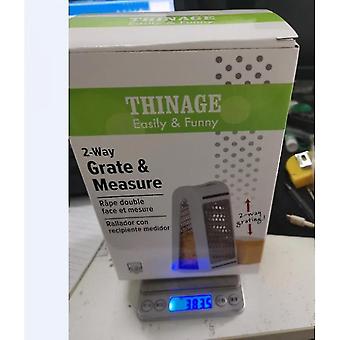 THINAGE
Easily & Funny
2-Way
Grate &
Measure
Râpe double
face et mesure
Rallador con
recipiente medidor
2-way
grating!
383.5